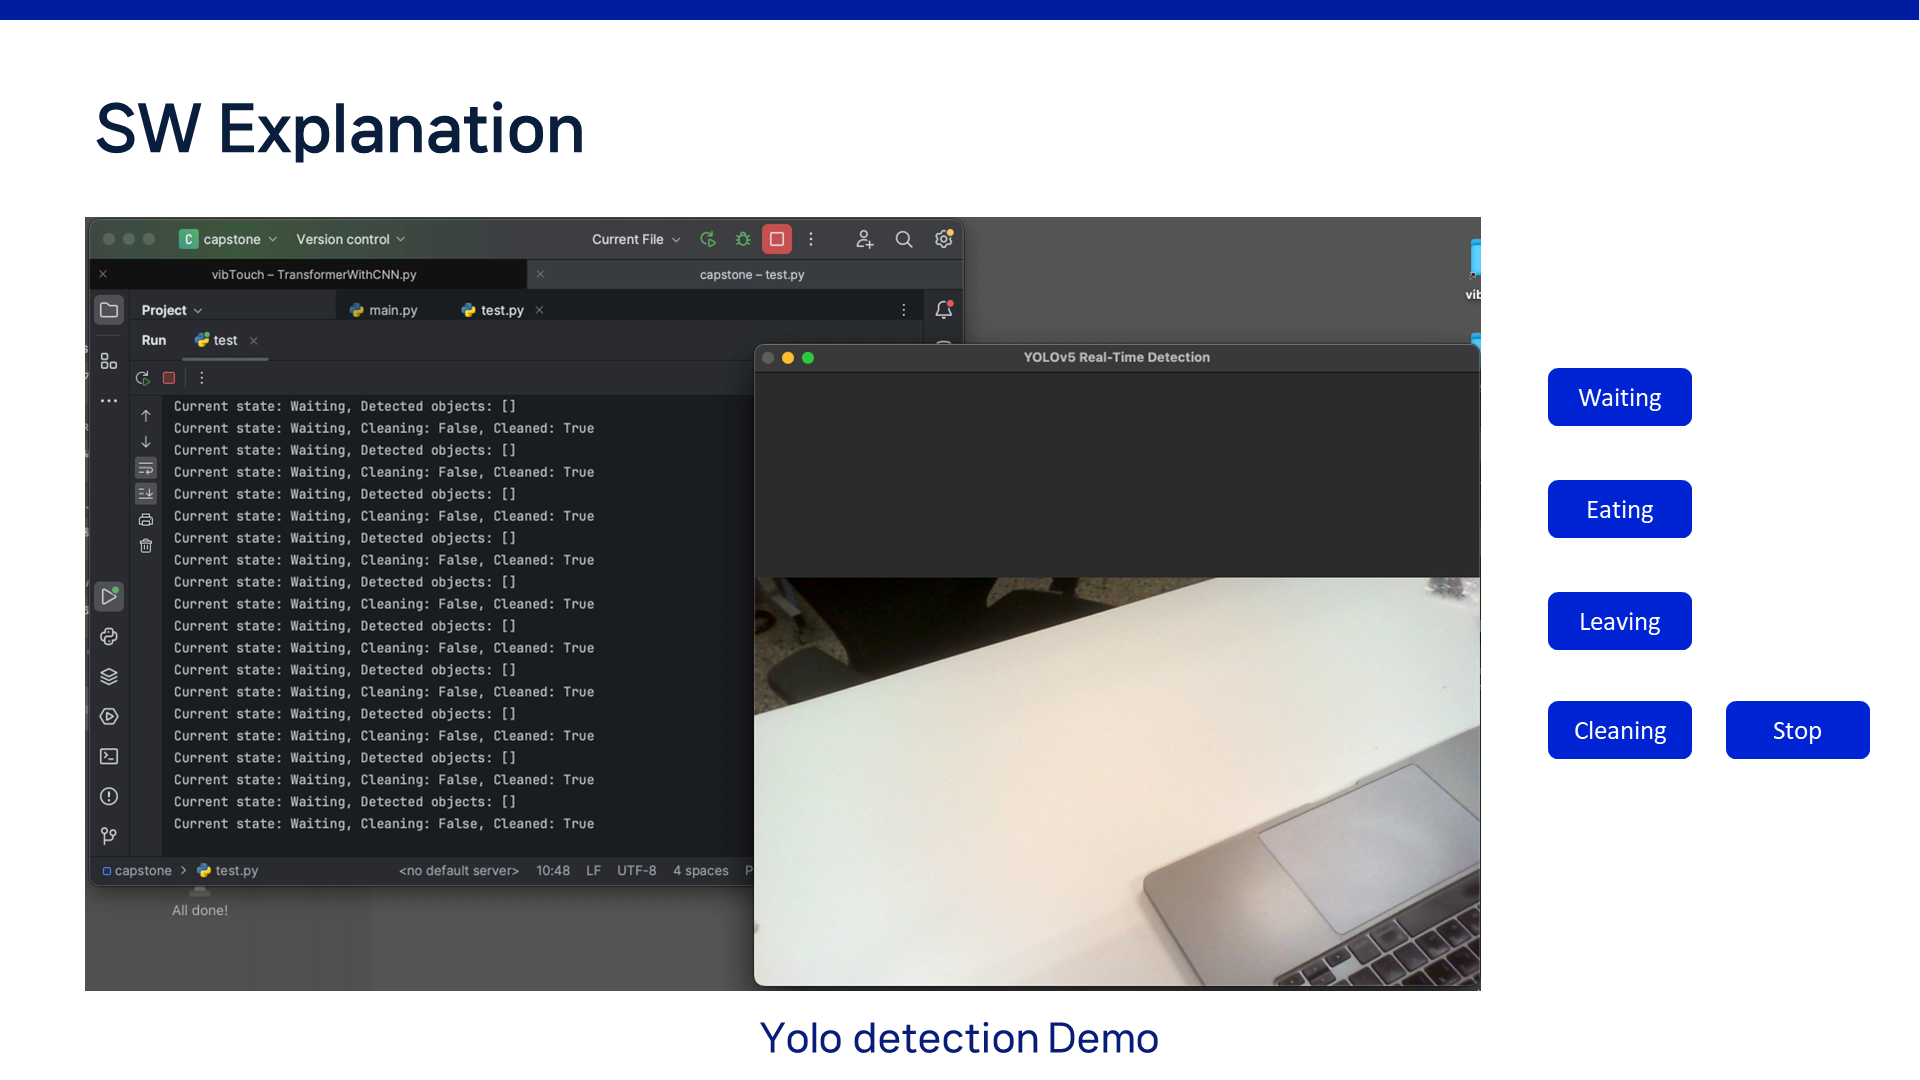 SW Explanation
C capstone Version control Current File
vibTouch – TransformerWithCNN.py capstone – test.py
Project main.py test.py
Run test
Current state: Waiting, Detected objects: []
Current state: Waiting, Cleaning: False, Cleaned: True
Current state: Waiting, Detected objects: []
Current state: Waiting, Cleaning: False, Cleaned: True
Current state: Waiting, Detected objects: []
Current state: Waiting, Cleaning: False, Cleaned: True
Current state: Waiting, Detected objects: []
Current state: Waiting, Cleaning: False, Cleaned: True
Current state: Waiting, Detected objects: []
Current state: Waiting, Cleaning: False, Cleaned: True
Current state: Waiting, Detected objects: []
Current state: Waiting, Cleaning: False, Cleaned: True
Current state: Waiting, Detected objects: []
Current state: Waiting, Cleaning: False, Cleaned: True
Current state: Waiting, Detected objects: []
Current state: Waiting, Cleaning: False, Cleaned: True
Current state: Waiting, Detected objects: []
Current state: Waiting, Cleaning: False, Cleaned: True
Current state: Waiting, Detected objects: []
Current state: Waiting, Cleaning: False, Cleaned: True
capstone > test.py <no default server> 10:48 LF UTF-8 4 spaces P
All done!
vib
YOLOv5 Real-Time Detection
Waiting
Eating
Leaving
Cleaning Stop
Yolo detection Demo